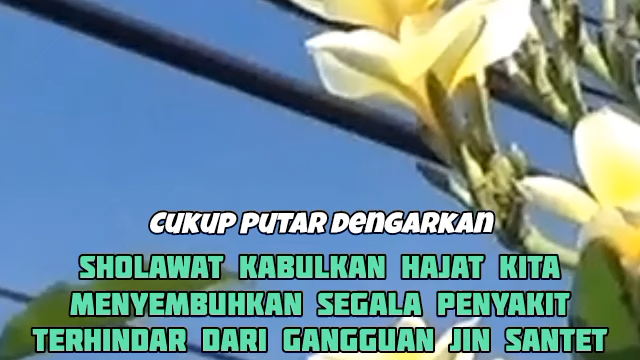 CUKUP PUTAR DENGARKAN
SHOLAWAT KABULKAN HAJAT KITA
MENYEMBUHKAN SEGALA PENYAKIT
TERHINDAR DARI GANGGUAN JIN SANTET